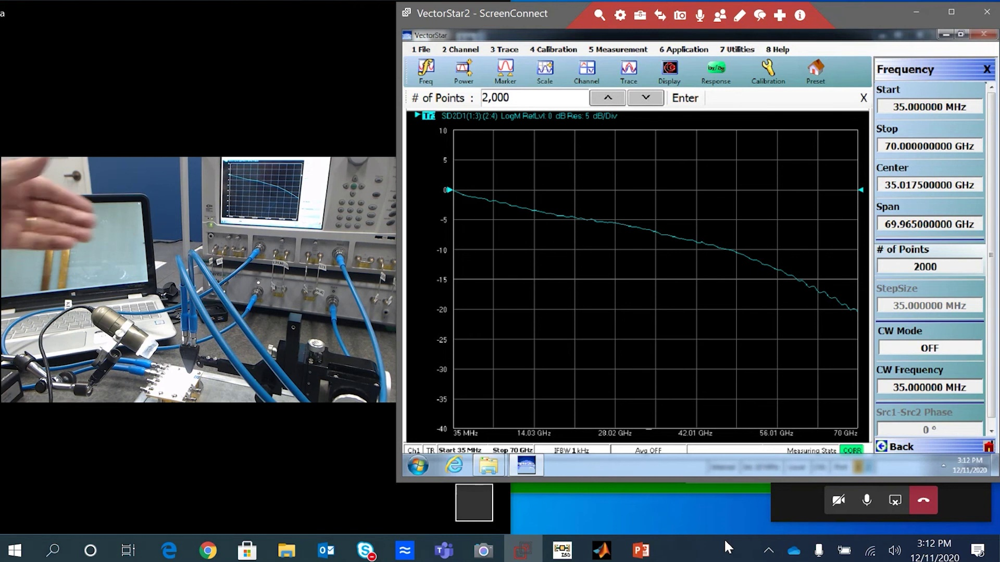 a
VectorStar2 - ScreenConnect
VectorStar
1 File 2 Channel 3 Trace 4 Calibration 5 Measurement 6 Application 7 Utilities 8 Help
Freq Power Marker Scale Channel Trace Display Response Calibration Preset
# of Points : 2,000 Enter X
SD2D1(1:3):(2:4) LogM RefLvl: 0 dB Res: 5 dB/Div
10
5
0
-5
-10
-15
-20
-25
-30
-35
-40
35 MHz 14.03 GHz 28.02 GHz 42.01 GHz 56.01 GHz 70 GHz
Ch1 TR Start 35 MHz Stop 70 GHz IFBW 1 kHz Avg OFF Measuring State CORR
Frequency X
Start
35.000000 MHz
Stop
70.000000000 GHz
Center
35.017500000 GHz
Span
69.965000000 GHz
# of Points
2000
StepSize
35.000000 MHz
CW Mode
OFF
CW Frequency
35.000000 MHz
Src1-Src2 Phase
0 °
Back
3:12 PM
12/11/2020
ISD
3:12 PM
12/11/2020